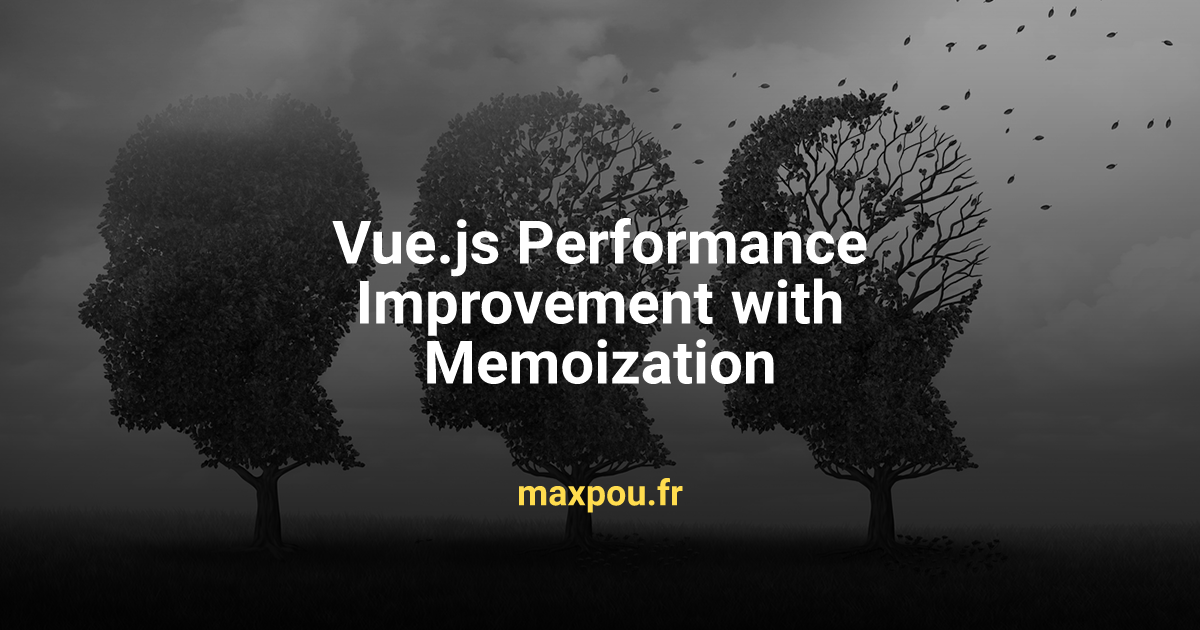 Vue.js Performance
Improvement with
Memoization
maxpou.fr